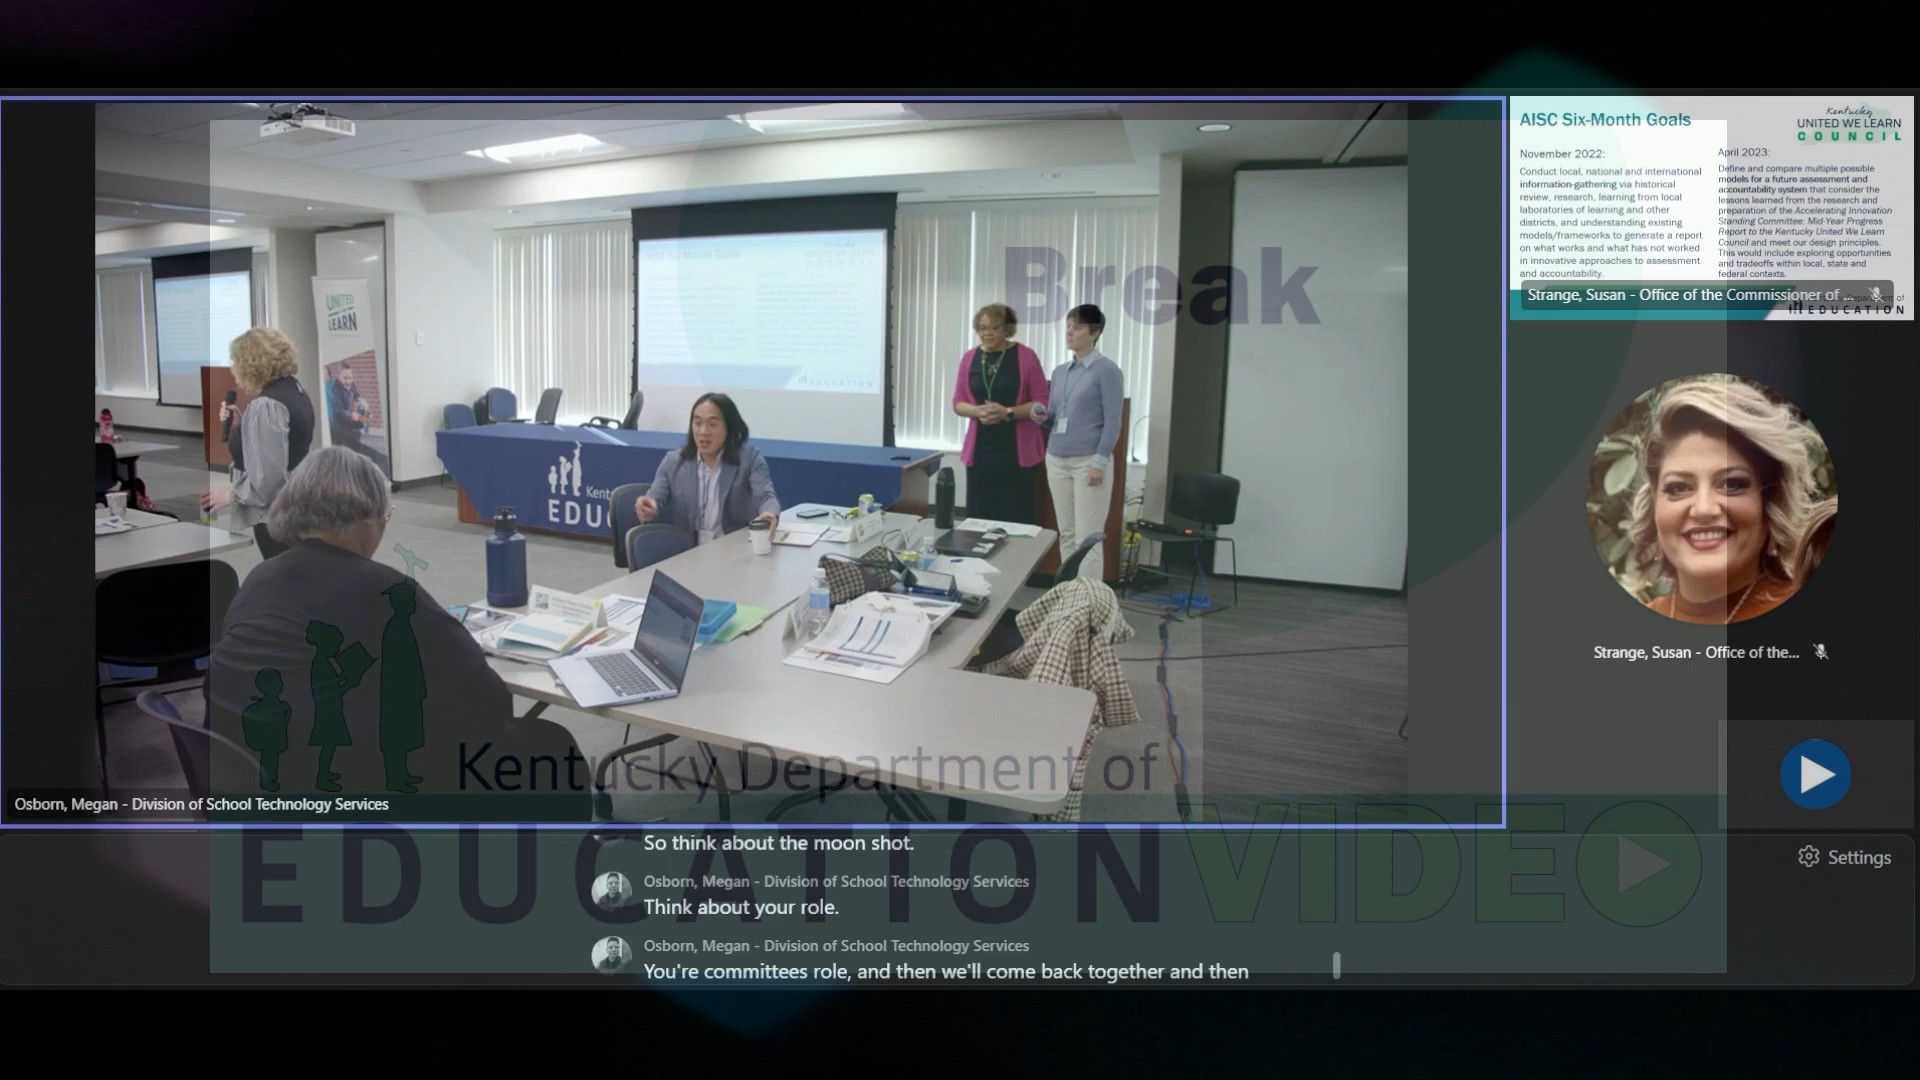 AISC Six-Month Goals
Kentucky
UNITED WE LEARN
COUNCIL
November 2022:
Conduct local, national and international
information-gathering via historical
review, research, learning from local
laboratories of learning and other
districts, and understanding existing
models/frameworks to generate a report
on what works and what has not worked
in innovative approaches to assessment
and accountability.
April 2023:
Define and compare multiple possible
models for a future assessment and
accountability system that consider the
lessons learned from the research and
preparation of the Accelerating Innovation
Standing Committee: Mid-Year Progress
Report to the Kentucky United We Learn
Council and meet our design principles.
This would include exploring opportunities
and tradeoffs within local, state and
federal contexts.
Strange, Susan - Office of the Commissioner of ...
EDUCATION
Break
AISC Six-Month Goals
EDUCATION
UNITED
LEARN
Kent
EDU
Strange, Susan - Office of the...
Kentucky Department of
EDUCATION VIDEO
Osborn, Megan - Division of School Technology Services
So think about the moon shot.
Osborn, Megan - Division of School Technology Services
Think about your role.
Osborn, Megan - Division of School Technology Services
You're committees role, and then we'll come back together and then
Settings